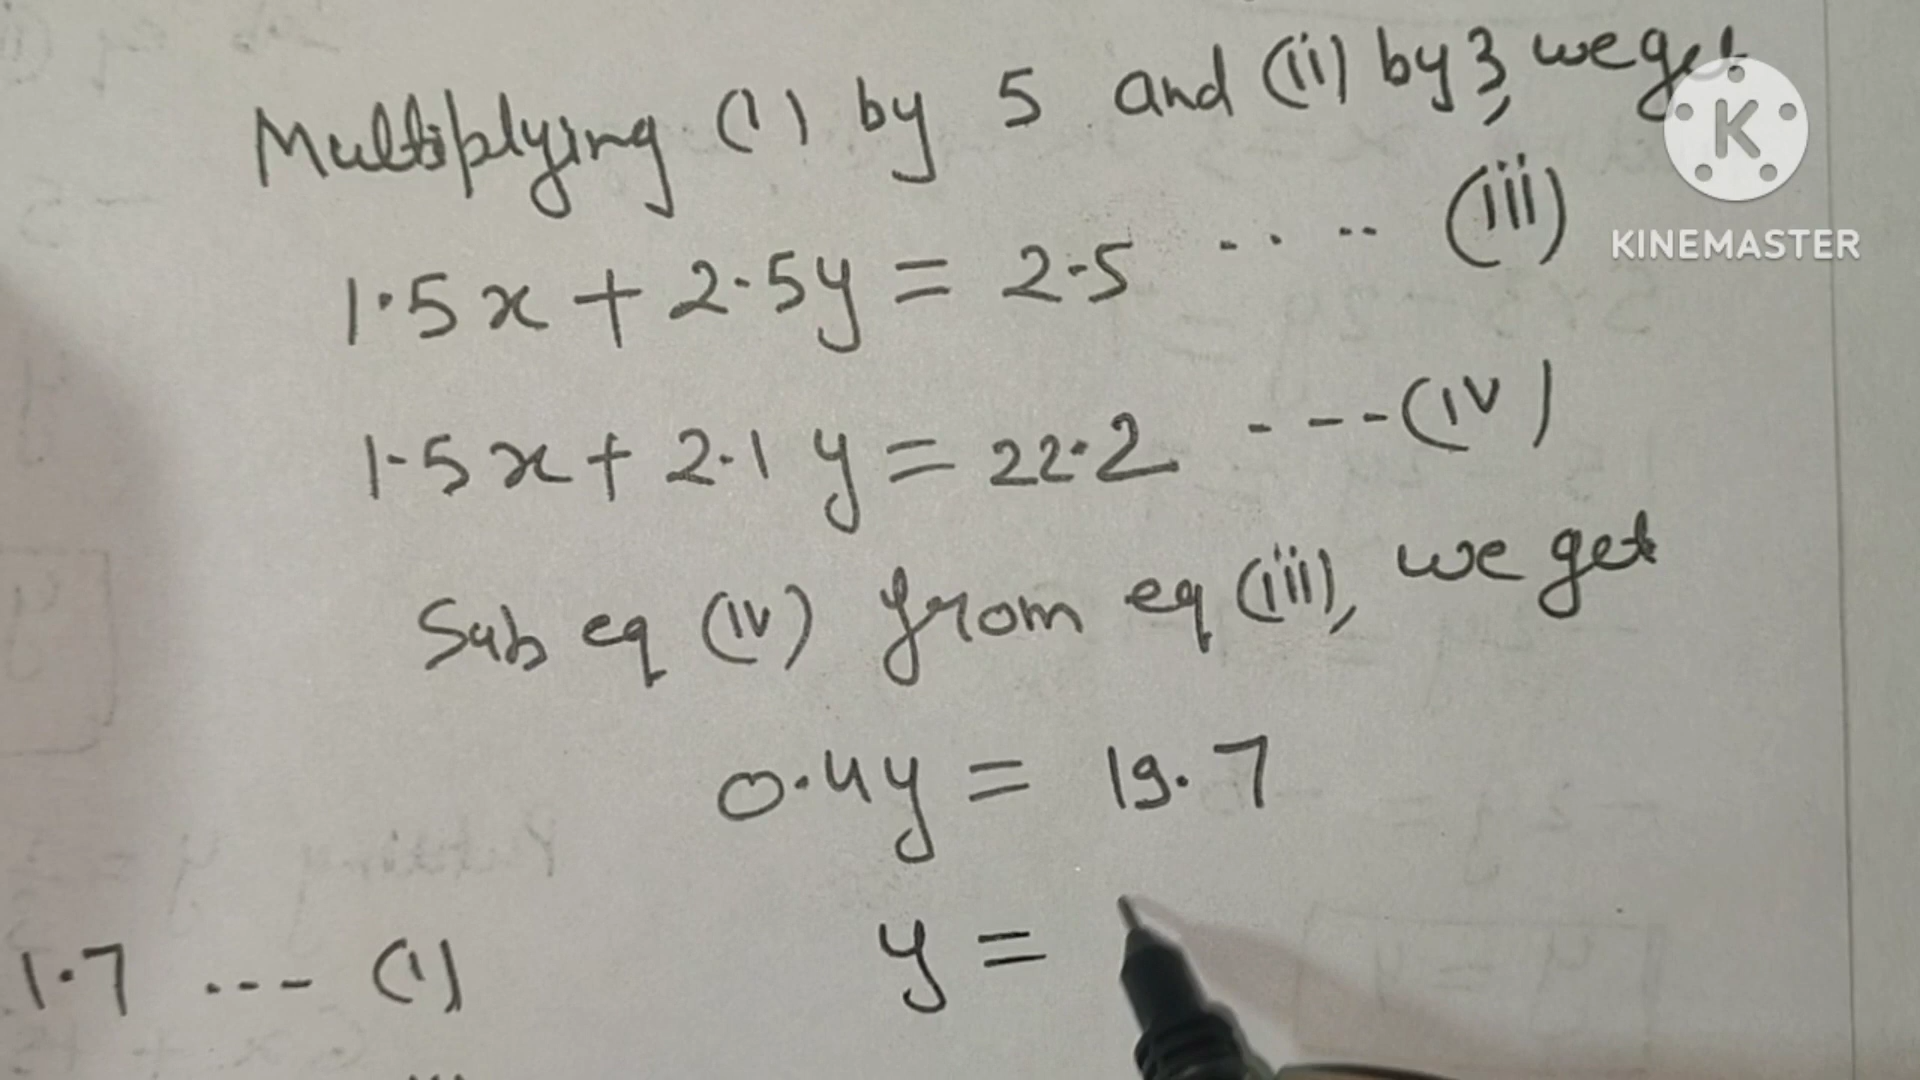 Multiplying (i) by 5 and (ii) by 3, we get
K
KINEMASTER
1.5x + 2.5y = 2.5 .... (iii)
1.5x + 2.1y = 22.2 ---- (iv)
Sub eq (iv) from eq (iii), we get
0.4y = 19.7
y =
1.7 --- (i)